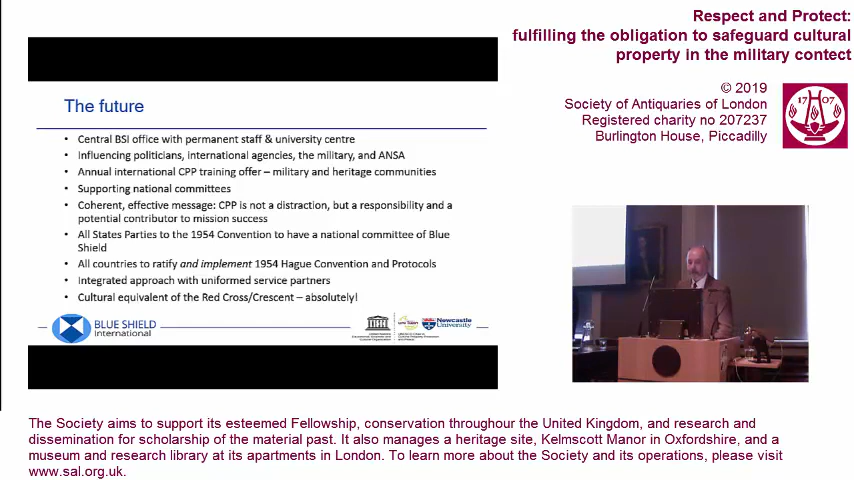 Respect and Protect:
fulfilling the obligation to safeguard cultural
property in the military contect
© 2019
Society of Antiquaries of London
Registered charity no 207237
Burlington House, Piccadilly
17 07
The future
• Central BSI office with permanent staff & university centre
• Influencing politicians, international agencies, the military, and ANSA
• Annual international CPP training offer – military and heritage communities
• Supporting national committees
• Coherent, effective message: CPP is not a distraction, but a responsibility and a
potential contributor to mission success
• All States Parties to the 1954 Convention to have a national committee of Blue
Shield
• All countries to ratify and implement 1954 Hague Convention and Protocols
• Integrated approach with uniformed service partners
• Cultural equivalent of the Red Cross/Crescent – absolutely!
BLUE SHIELD
International
Newcastle
University
The Society aims to support its esteemed Fellowship, conservation throughour the United Kingdom, and research and
dissemination for scholarship of the material past. It also manages a heritage site, Kelmscott Manor in Oxfordshire, and a
museum and research library at its apartments in London. To learn more about the Society and its operations, please visit
www.sal.org.uk.